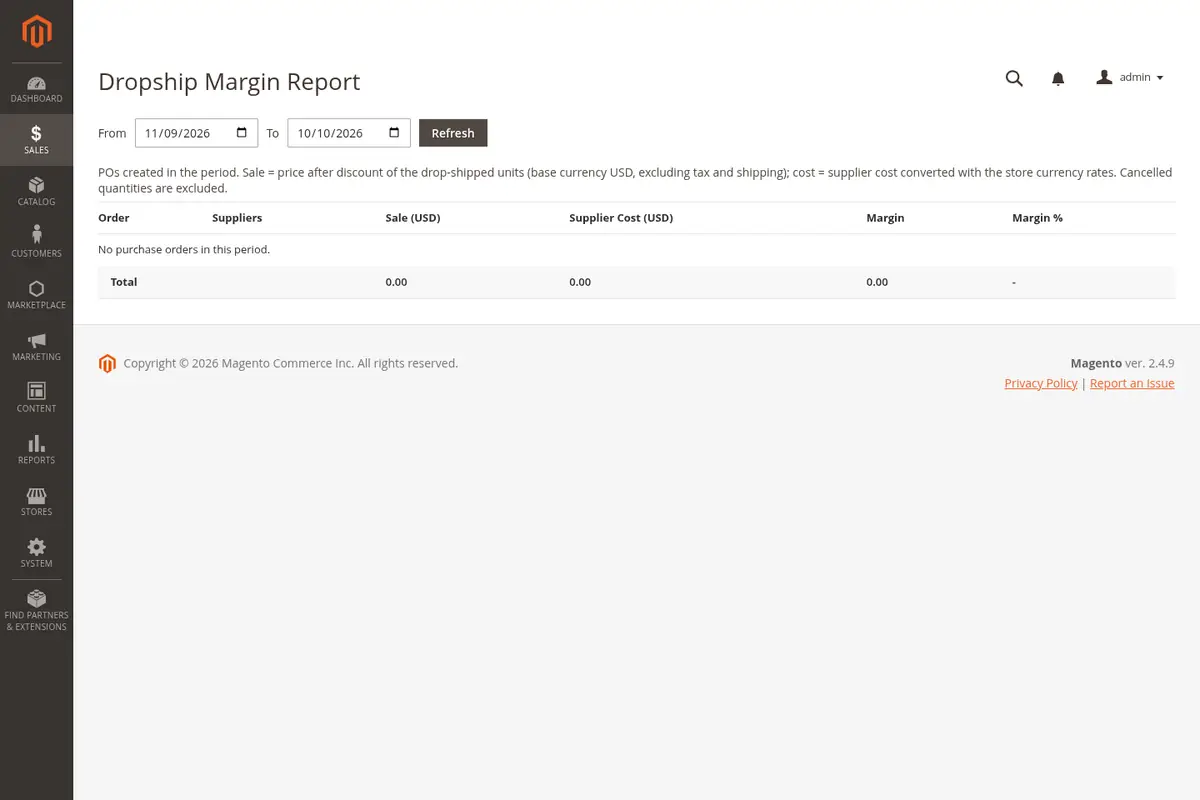 Dropship Margin Report
admin
From 11/09/2026 To 10/10/2026 Refresh
POs created in the period. Sale = price after discount of the drop-shipped units (base currency USD, excluding tax and shipping); cost = supplier cost converted with the store currency rates. Cancelled
quantities are excluded.
Order Suppliers Sale (USD) Supplier Cost (USD) Margin Margin %
No purchase orders in this period.
Total 0.00 0.00 0.00 -
Copyright © 2026 Magento Commerce Inc. All rights reserved.
Magento ver. 2.4.9
Privacy Policy | Report an Issue
DASHBOARD
SALES
CATALOG
CUSTOMERS
MARKETPLACE
MARKETING
CONTENT
REPORTS
STORES
SYSTEM
FIND PARTNERS
& EXTENSIONS